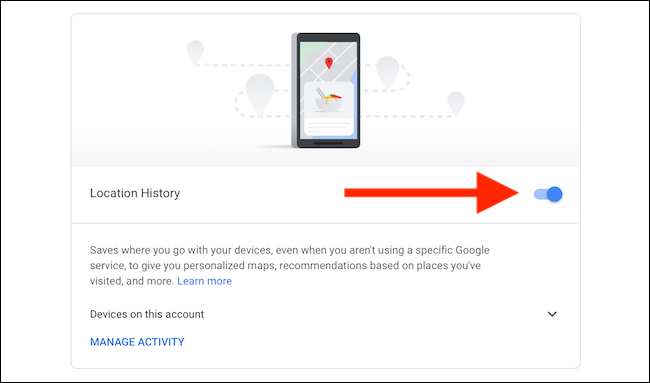 Location History
Saves where you go with your devices, even when you aren't using a specific Google
service, to give you personalized maps, recommendations based on places you've
visited, and more. Learn more
Devices on this account
MANAGE ACTIVITY